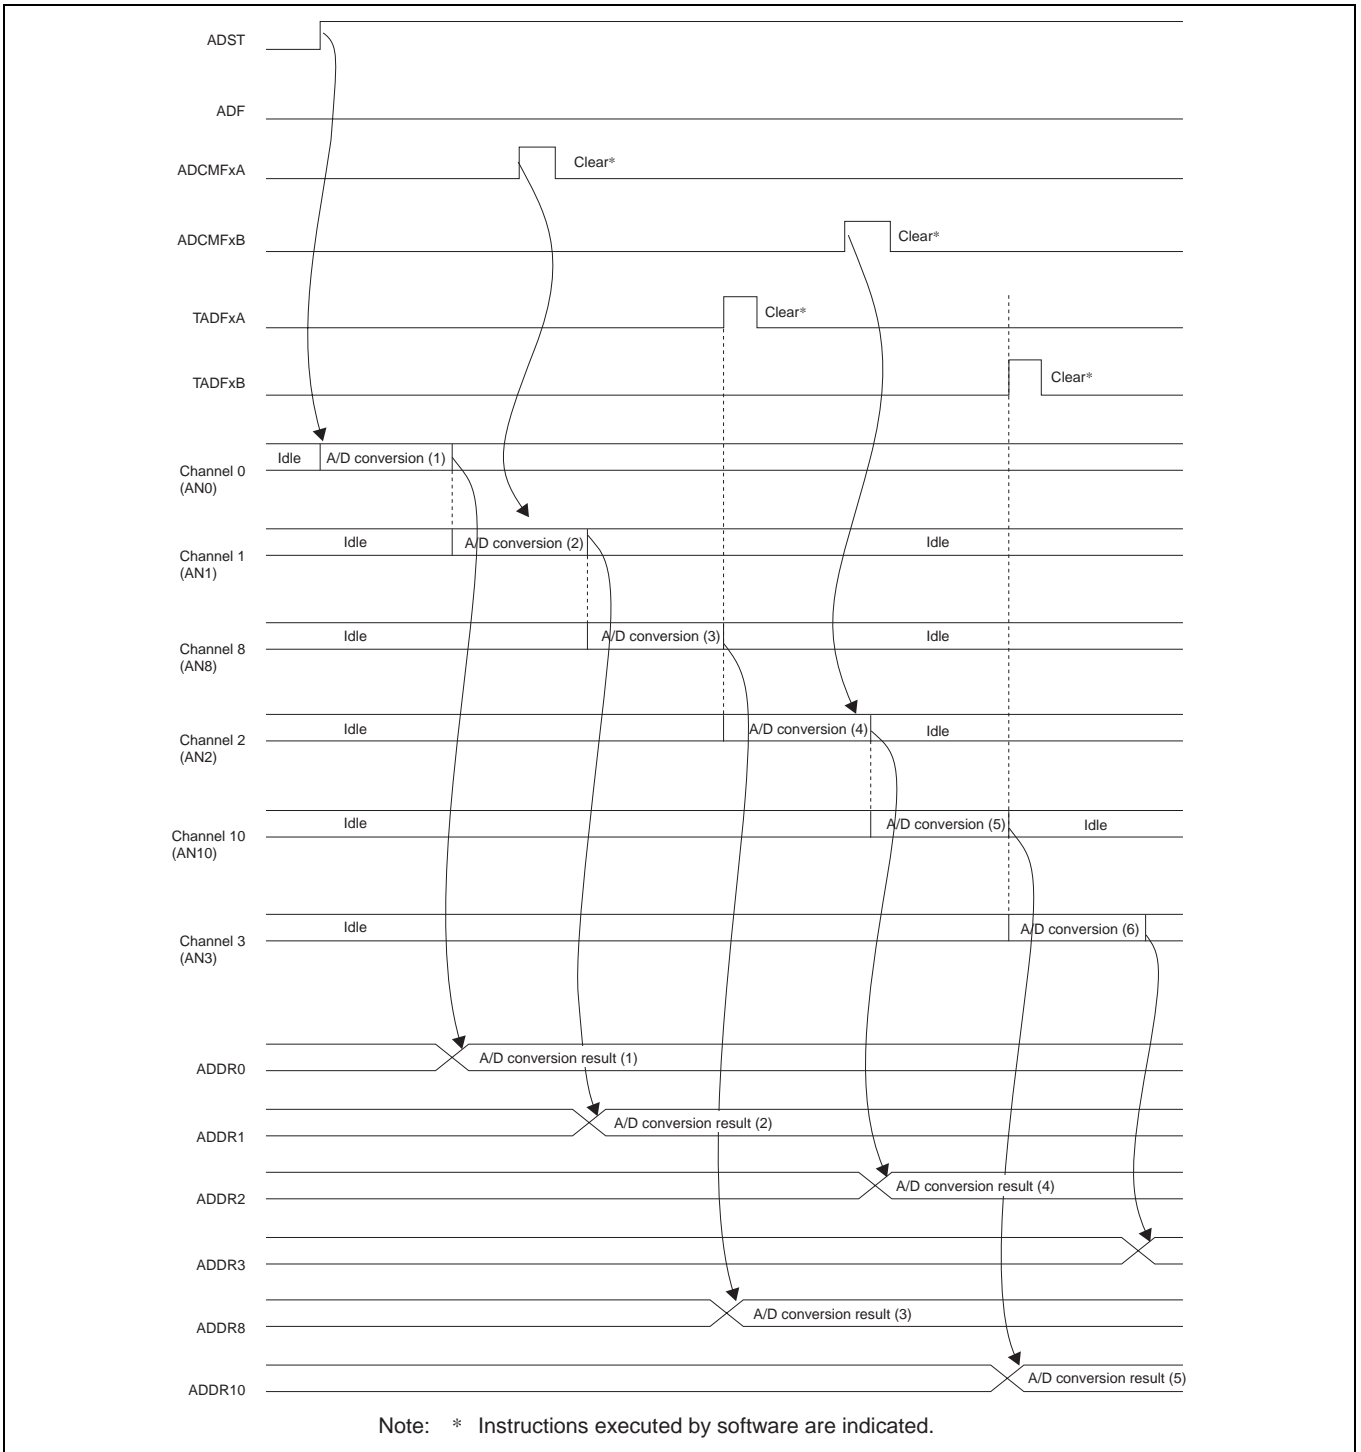 ADST
ADF
ADCMFxA
Clear*
ADCMFxB
Clear*
TADFxA
Clear*
TADFxB
Clear*
Channel 0
(AN0)
Idle
A/D conversion (1)
Channel 1
(AN1)
Idle
A/D conversion (2)
Idle
Channel 8
(AN8)
Idle
A/D conversion (3)
Idle
Channel 2
(AN2)
Idle
A/D conversion (4)
Idle
Channel 10
(AN10)
Idle
A/D conversion (5)
Idle
Channel 3
(AN3)
Idle
A/D conversion (6)
ADDR0
A/D conversion result (1)
ADDR1
A/D conversion result (2)
ADDR2
A/D conversion result (4)
ADDR3
ADDR8
A/D conversion result (3)
ADDR10
A/D conversion result (5)
Note: * Instructions executed by software are indicated.